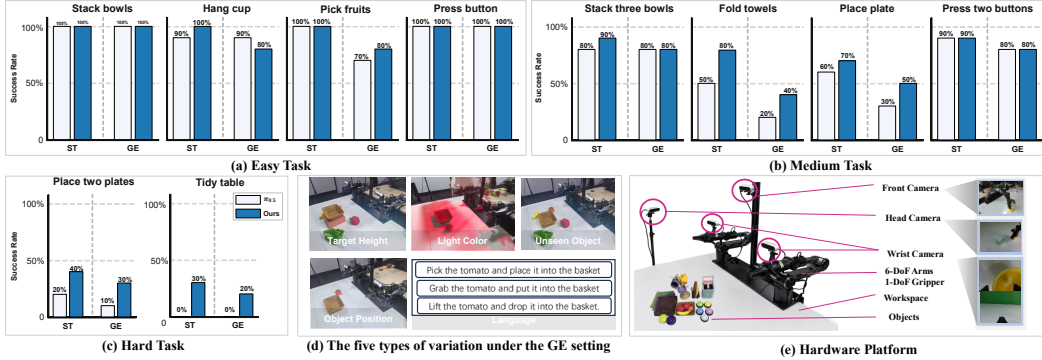 Stack bowls
Hang cup
Pick fruits
Press button
Success Rate
100%
50%
0
100% 100% 100% 100%
90% 100% 90% 80%
100% 100% 70% 80%
100% 100% 100% 100%
ST GE ST GE ST GE ST GE
(a) Easy Task
Stack three bowls
Fold towels
Place plate
Press two buttons
Success Rate
100%
50%
0
80% 90% 80% 80%
50% 80% 20% 40%
60% 70% 30% 50%
90% 90% 80% 80%
ST GE ST GE ST GE ST GE
(b) Medium Task
Place two plates
Tidy table
Success Rate
100%
50%
0
20% 40% 10% 30%
100%
50%
0
0% 30% 0% 20%
π0.5
Ours
ST GE ST GE
(c) Hard Task
Target Height
Light Color
Unseen Object
Object Position
Pick the tomato and place it into the basket
Grab the tomato and put it into the basket
Lift the tomato and drop it into the basket.
Language
(d) The five types of variation under the GE setting
Front Camera
Head Camera
Wrist Camera
6-DoF Arms
1-DoF Gripper
Workspace
Objects
(e) Hardware Platform